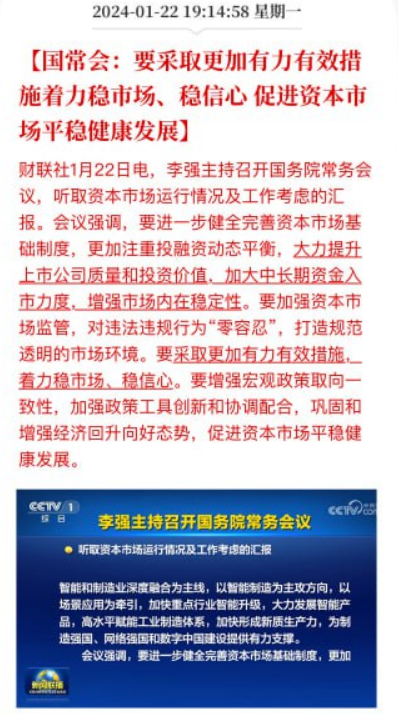 2024-01-22 19:14:58 星期一
【国常会：要采取更加有力有效措
施着力稳市场、稳信心 促进资本市
场平稳健康发展】
财联社1月22日电，李强主持召开国务院常务会
议，听取资本市场运行情况及工作考虑的汇
报。会议强调，要进一步健全完善资本市场基
础制度，更加注重投融资动态平衡，大力提升
上市公司质量和投资价值，加大中长期资金入
市力度，增强市场内在稳定性。要加强资本市
场监管，对违法违规行为“零容忍”，打造规范
透明的市场环境。要采取更加有力有效措施，
着力稳市场、稳信心。要增强宏观政策取向一
致性，加强政策工具创新和协调配合，巩固和
增强经济回升向好态势，促进资本市场平稳健
康发展。
CCTV 1
综合
CCTV
.com
李强主持召开国务院常务会议
听取资本市场运行情况及工作考虑的汇报
智能和制造业深度融合为主线，以智能制造为主攻方向，以
场景应用为牵引，加快重点行业智能升级，大力发展智能产
品，高水平赋能工业制造体系，加快形成新质生产力，为制
造强国、网络强国和数字中国建设提供有力支撑。
会议强调，要进一步健全完善资本市场基础制度，更加
新闻联播